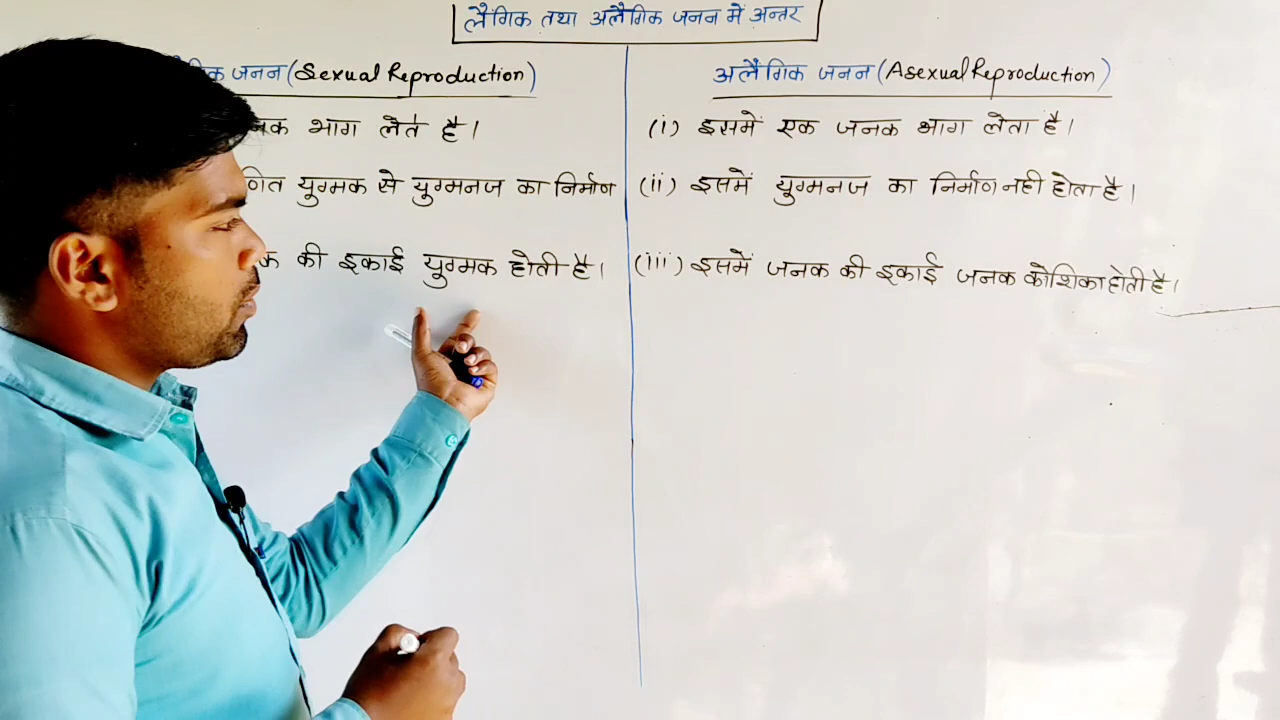 लैंगिक तथा अलैंगिक जनन में अन्तर
जनन (Sexual Reproduction)
अलैंगिक जनन (Asexual Reproduction)
भाग लेते है।
(i) इसमें एक जनक भाग लेता है।
युग्मक से युग्मनज का निर्माण
(ii) इसमें युग्मनज का निर्माण नही होता है।
की इकाई युग्मक होती है।
(iii) इसमें जनक की इकाई जनक कोशिका होती है।